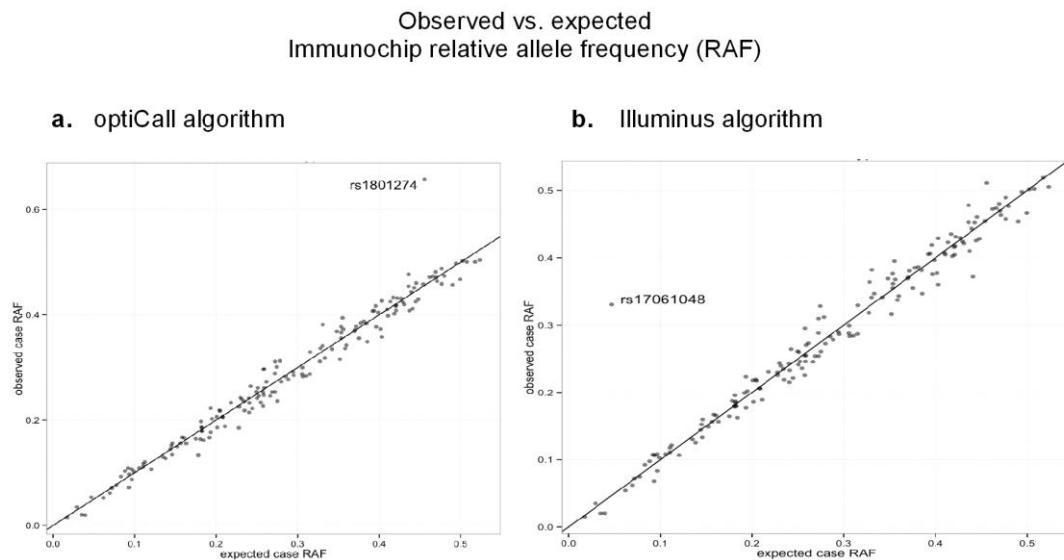 Observed vs. expected
Immunochip relative allele frequency (RAF)
a. optiCall algorithm
b. Illuminus algorithm
rs1801274
0.6
0.4
0.2
0.0
observed case RAF
0.0 0.1 0.2 0.3 0.4 0.5
expected case RAF
rs17061048
0.5
0.4
0.3
0.2
0.1
0.0
observed case RAF
0.0 0.1 0.2 0.3 0.4 0.5
expected case RAF